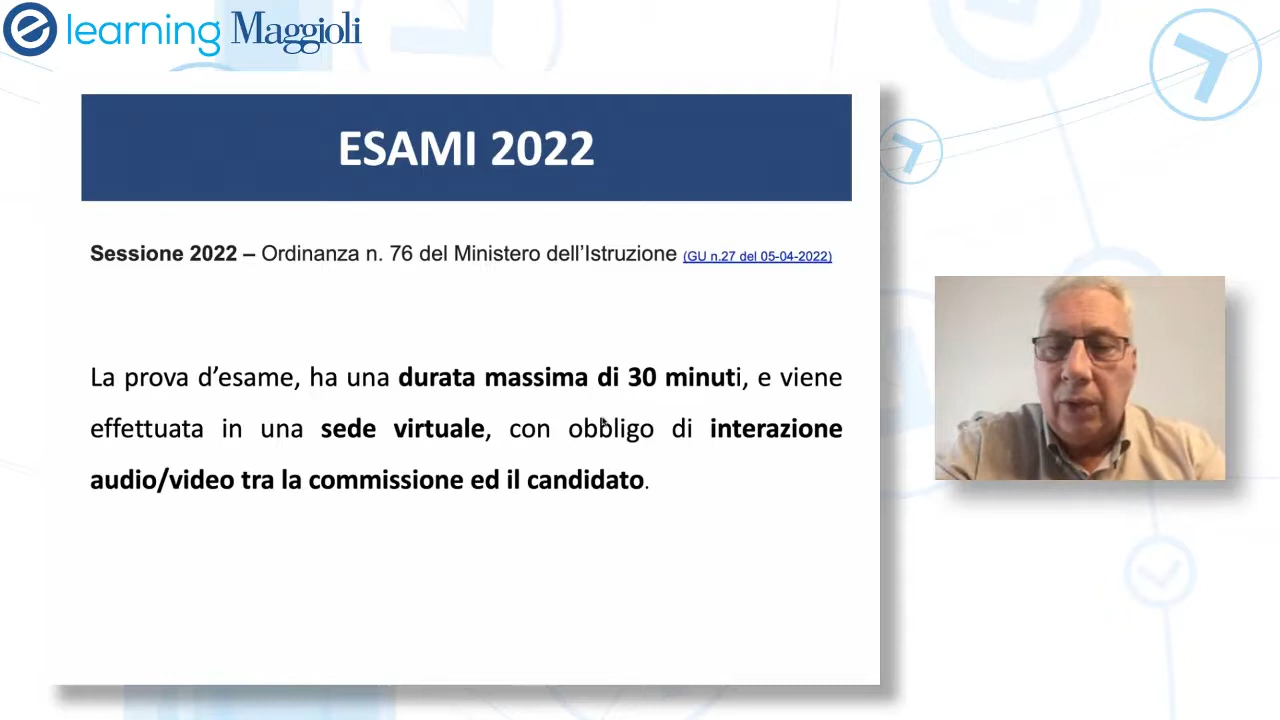 e learning Maggioli
ESAMI 2022
Sessione 2022 – Ordinanza n. 76 del Ministero dell’Istruzione (GU n.27 del 05-04-2022)
La prova d’esame, ha una durata massima di 30 minuti, e viene
effettuata in una sede virtuale, con obbligo di interazione
audio/video tra la commissione ed il candidato.